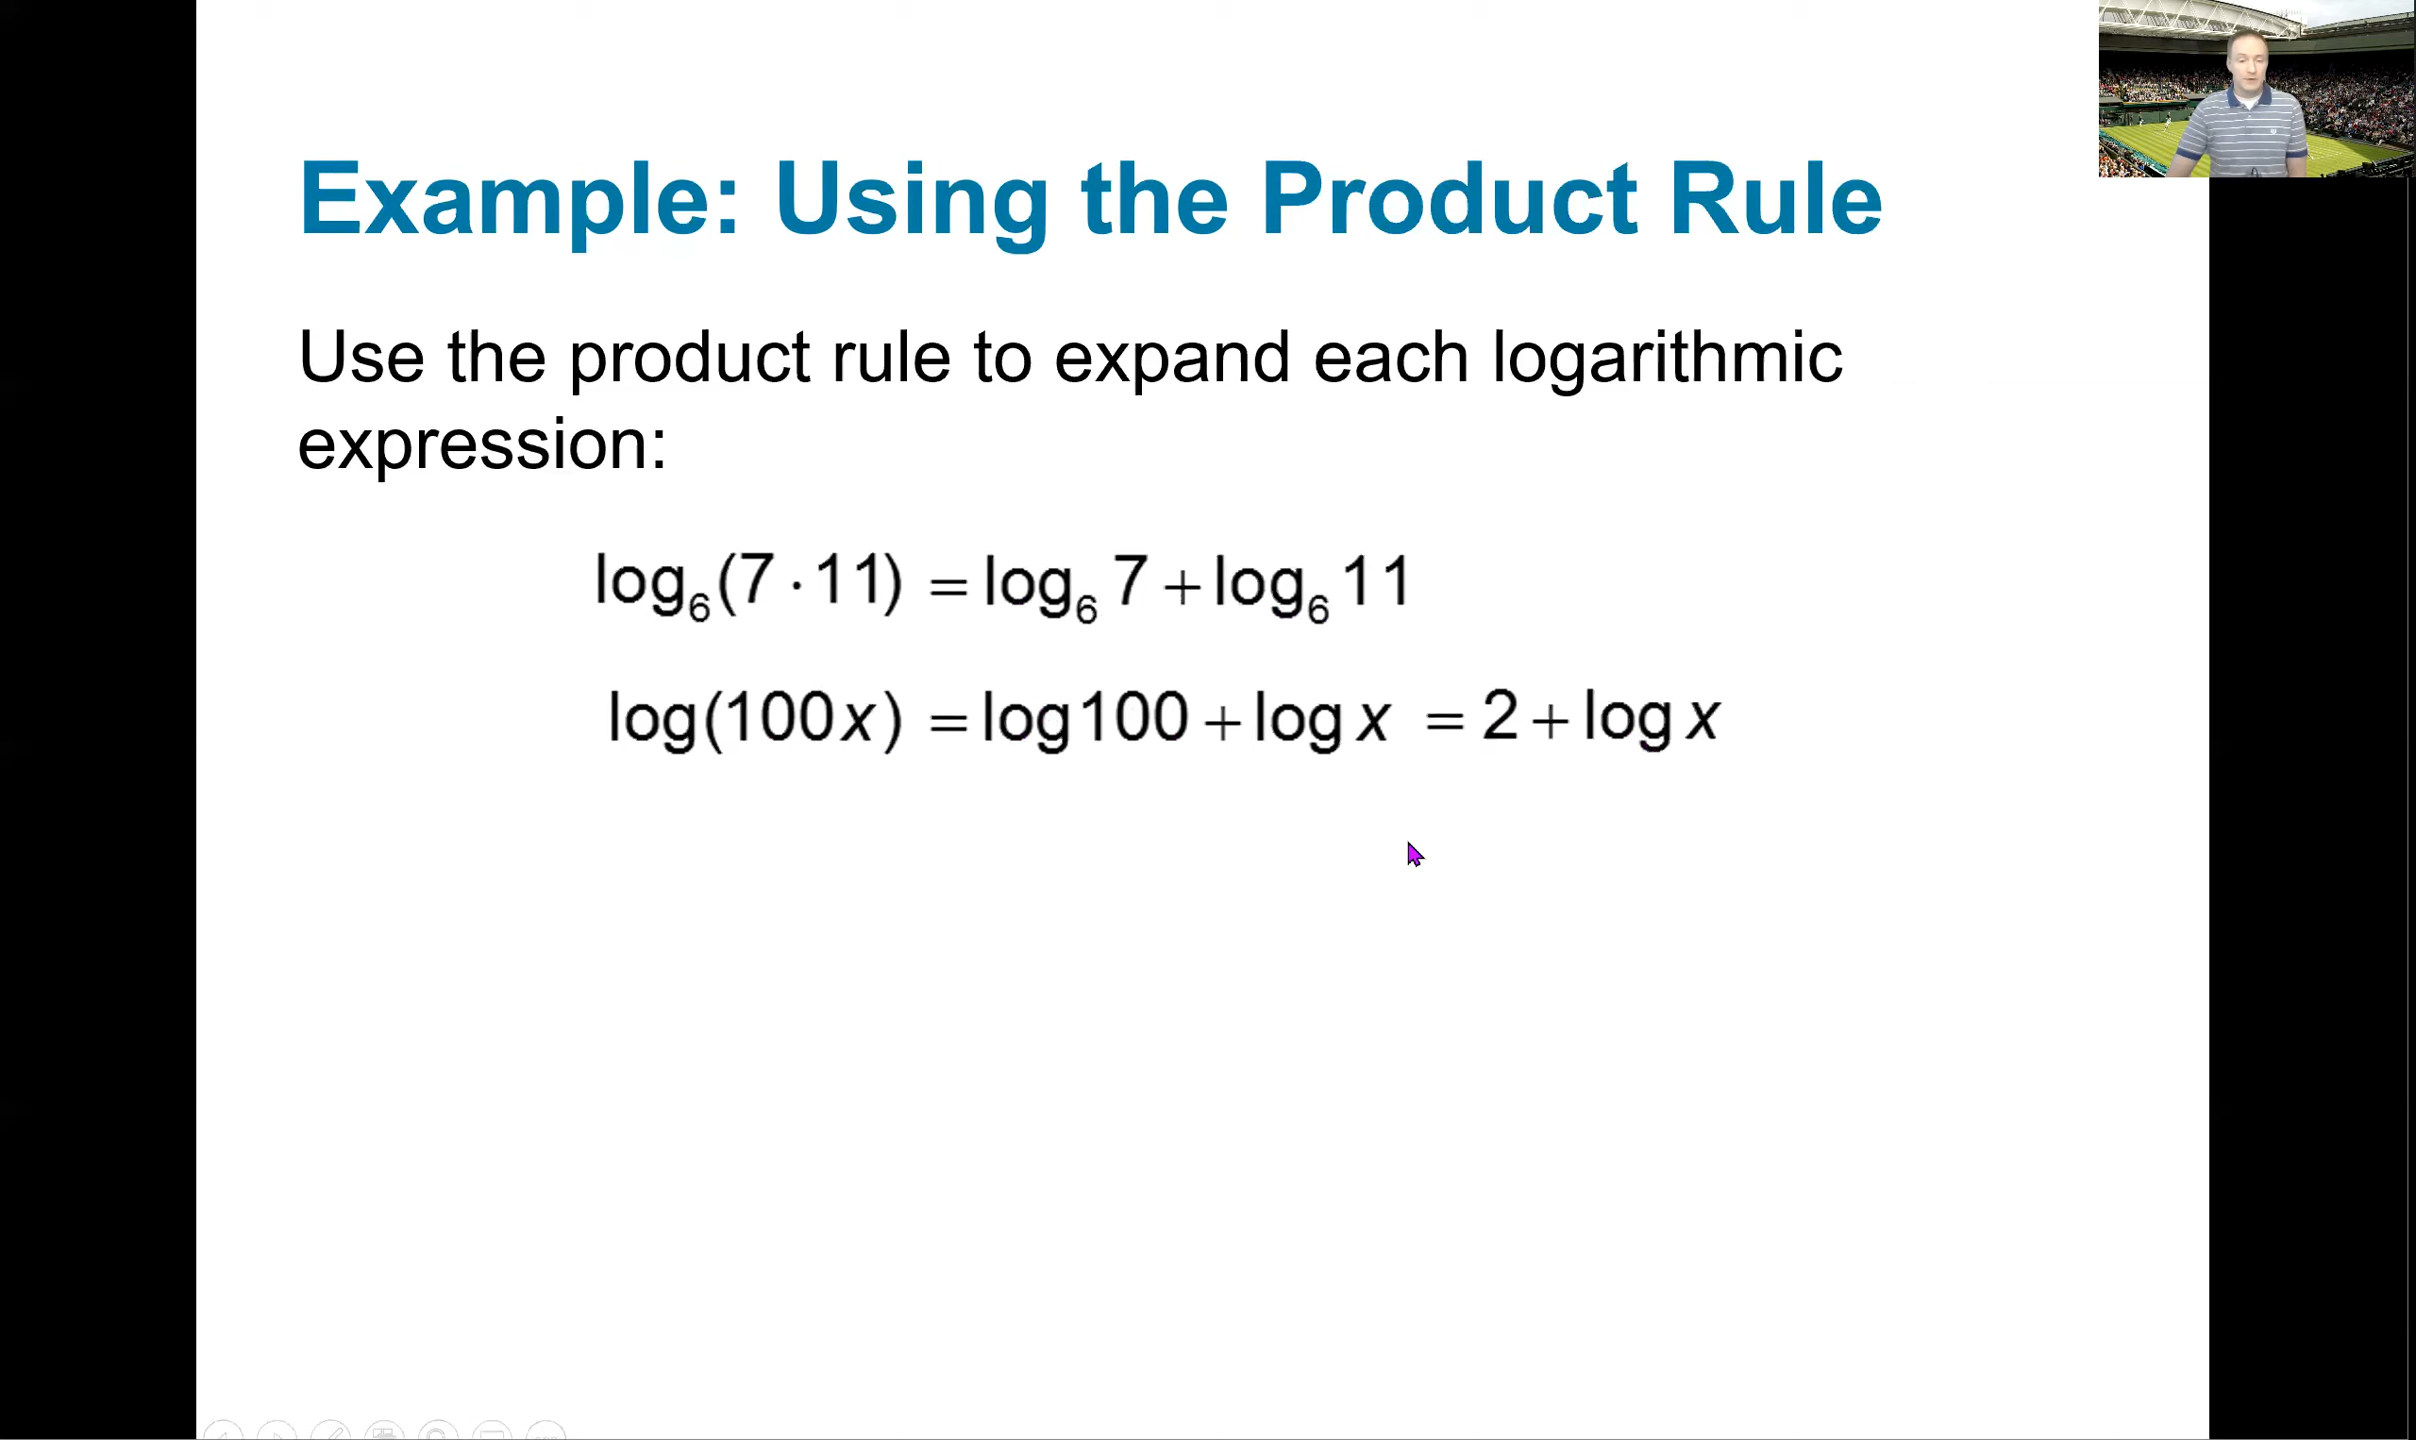 Example: Using the Product Rule
Use the product rule to expand each logarithmic
expression:
log₆(7 · 11) = log₆ 7 + log₆ 11
log(100x) = log100 + log x = 2 + log x